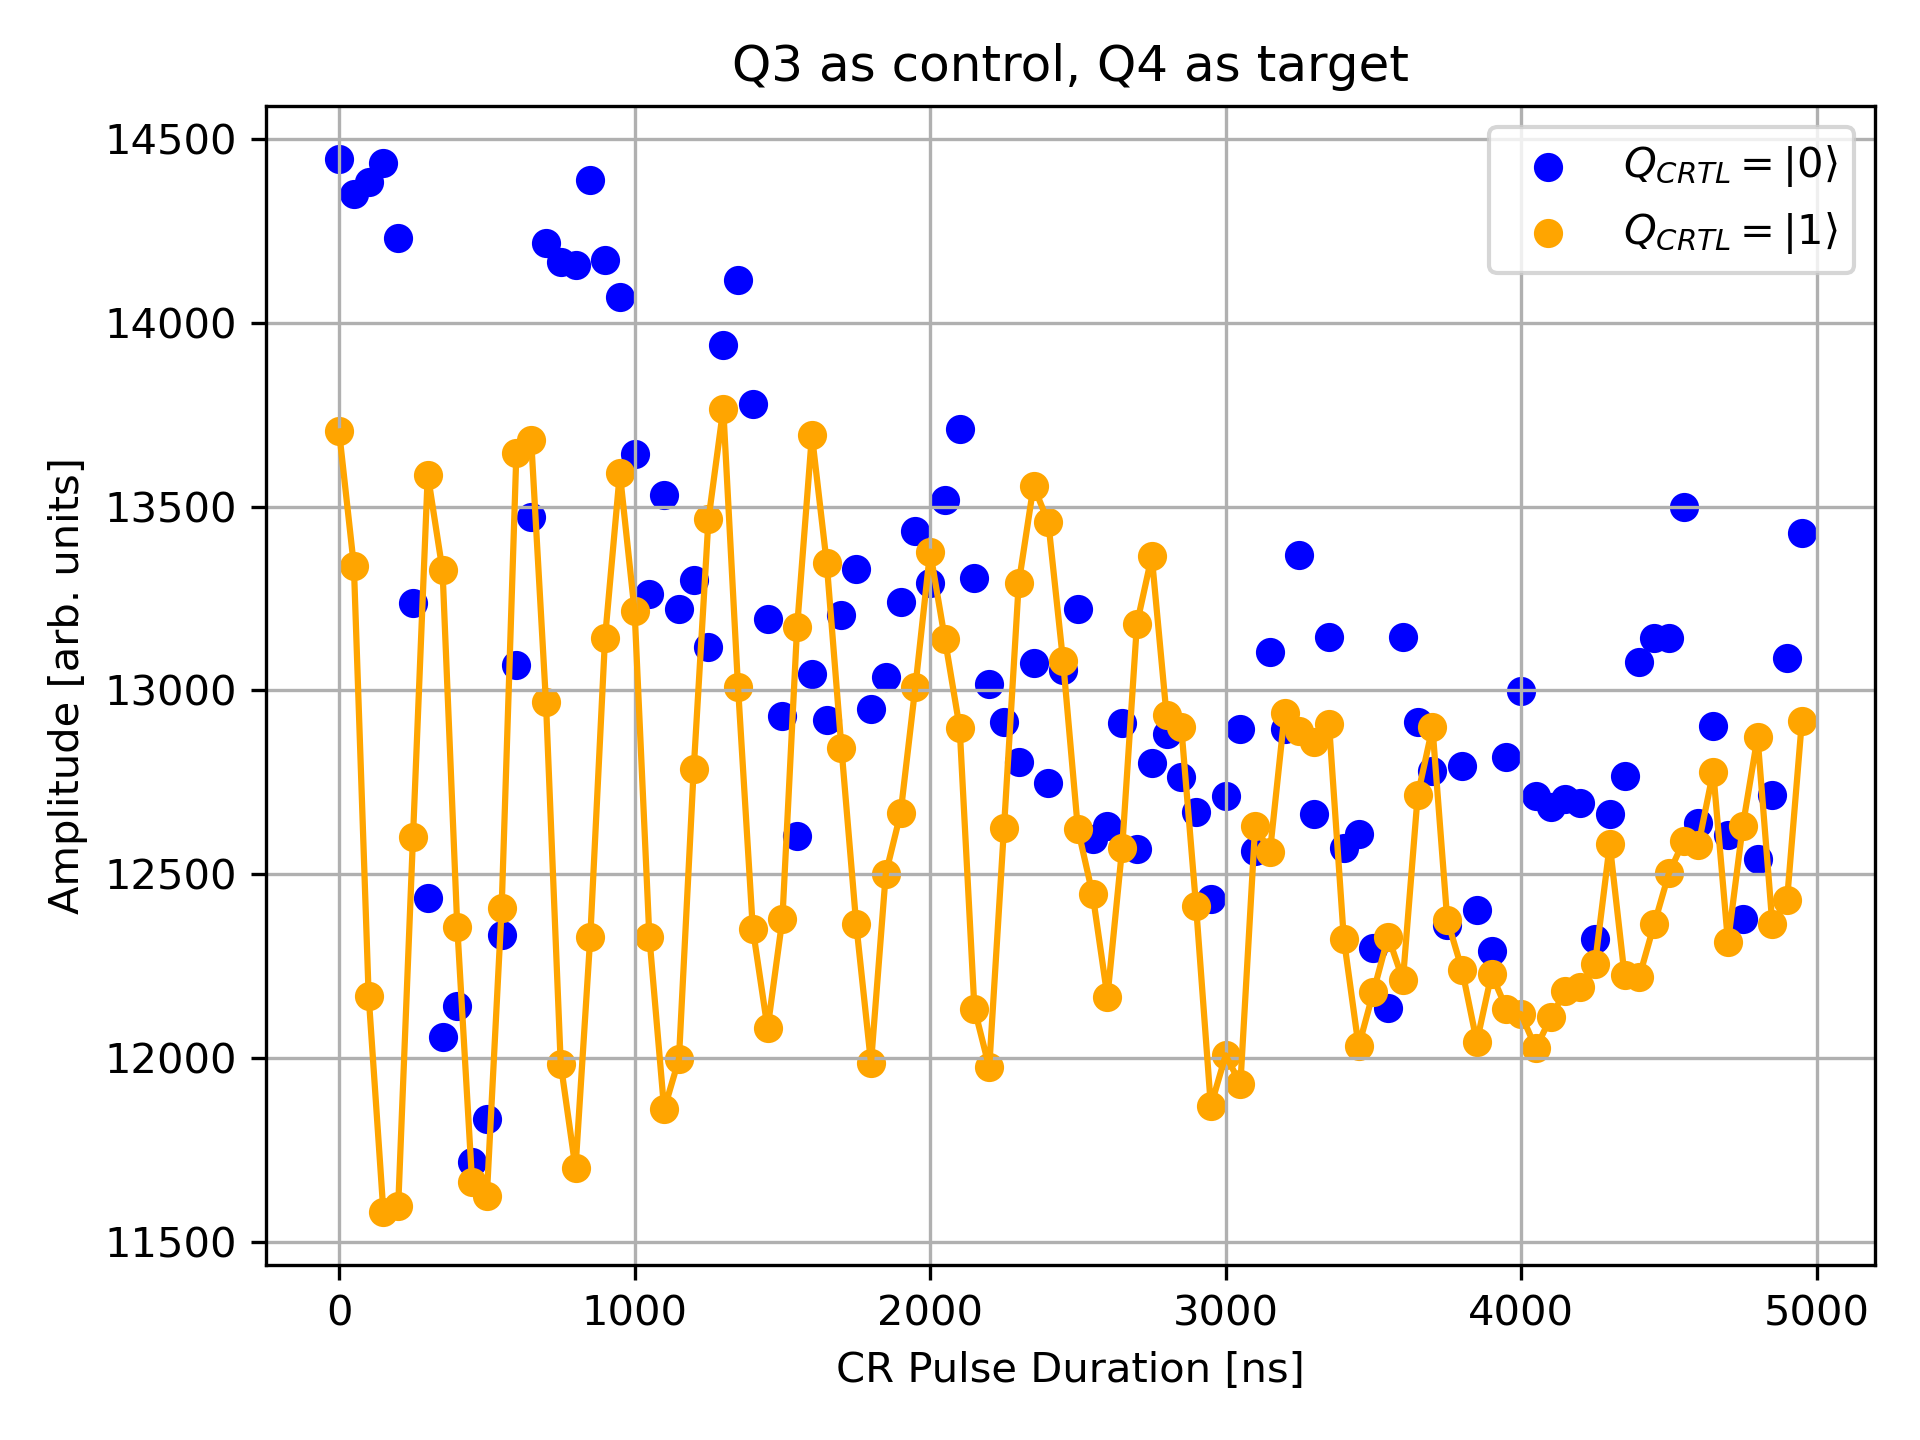 Q3 as control, Q4 as target
Amplitude [arb. units]
14500
14000
13500
13000
12500
12000
11500
Q_{CRTL} = |0⟩
Q_{CRTL} = |1⟩
0 1000 2000 3000 4000 5000
CR Pulse Duration [ns]